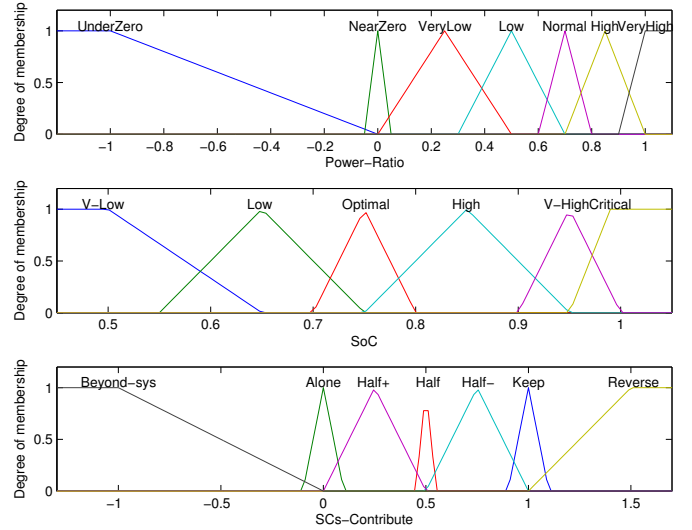 UnderZero NearZero VeryLow Low Normal High VeryHigh
1
0.5
0
Degree of membership
−1 −0.8 −0.6 −0.4 −0.2 0 0.2 0.4 0.6 0.8 1
Power−Ratio
V−Low Low Optimal High V−HighCritical
1
0.5
0
Degree of membership
0.5 0.6 0.7 0.8 0.9 1
SoC
Beyond−sys Alone Half+ Half Half− Keep Reverse
1
0.5
0
Degree of membership
−1 −0.5 0 0.5 1 1.5
SCs−Contribute